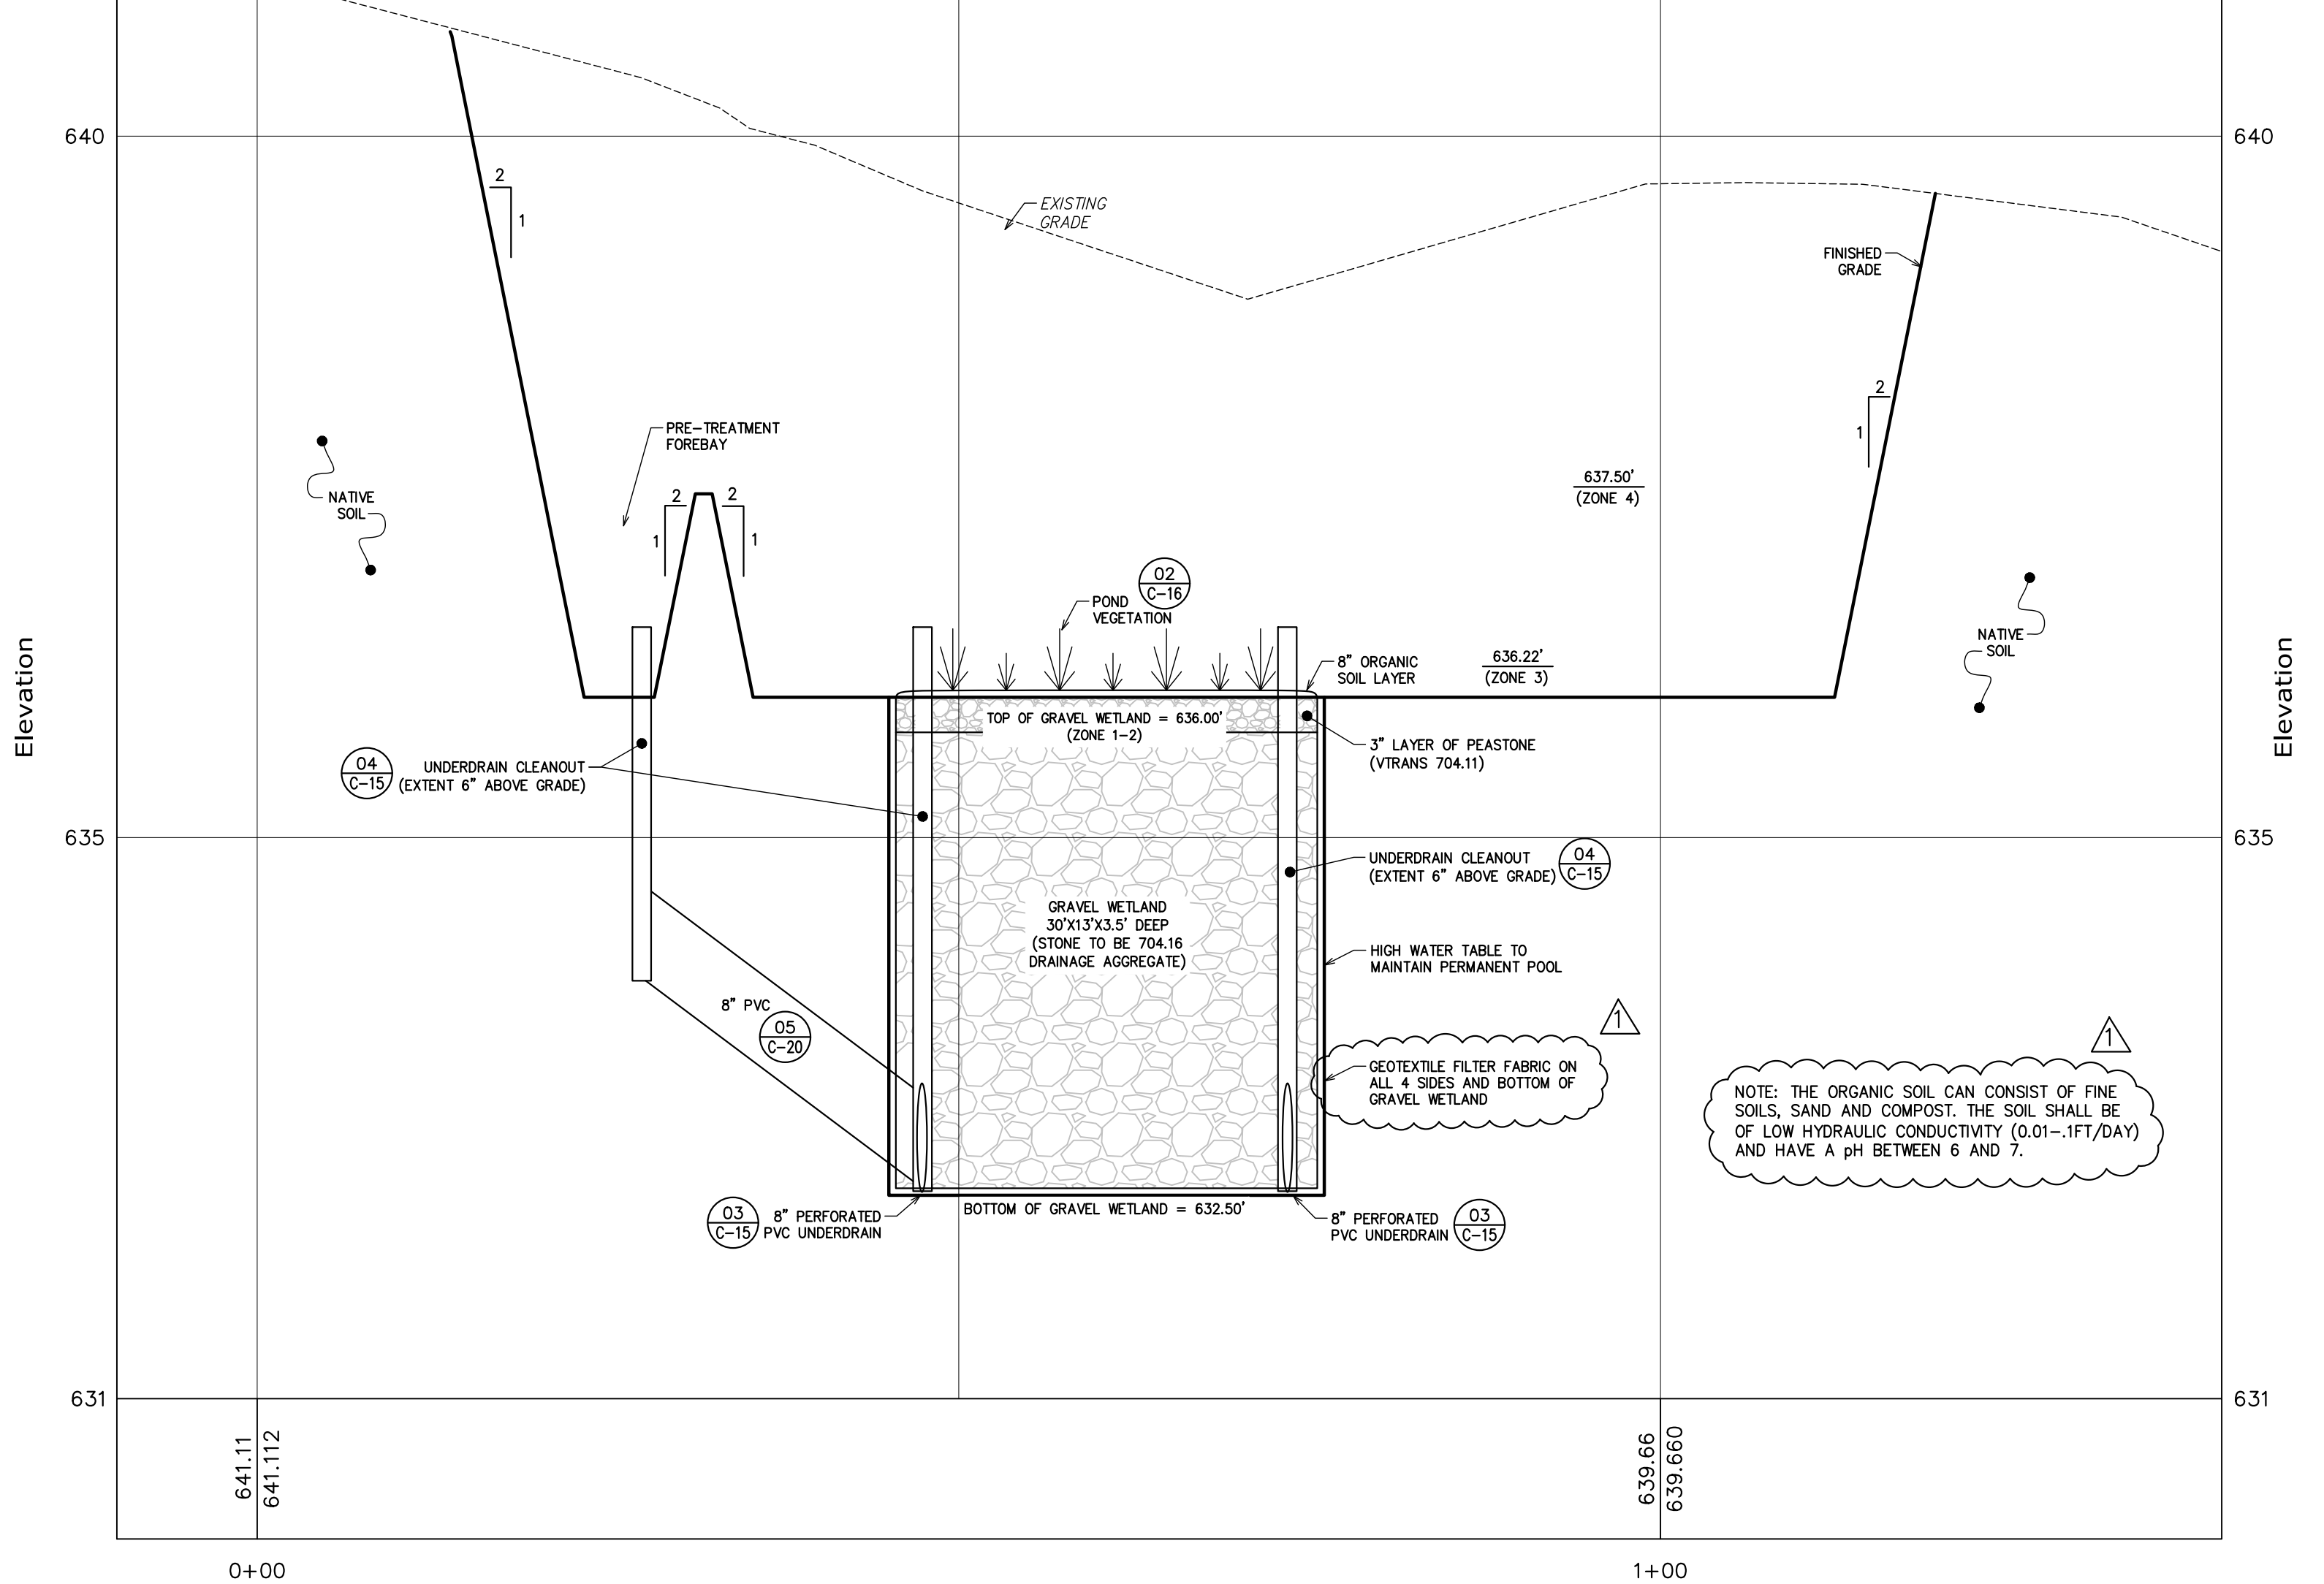 640
640
2
1
EXISTING
GRADE
FINISHED
GRADE
2
1
PRE-TREATMENT
FOREBAY
637.50'
(ZONE 4)
NATIVE
SOIL
2
2
1
1
02
C-16
POND
VEGETATION
NATIVE
SOIL
8" ORGANIC
SOIL LAYER
636.22'
(ZONE 3)
Elevation
Elevation
TOP OF GRAVEL WETLAND = 636.00'
(ZONE 1-2)
3" LAYER OF PEASTONE
(VTRANS 704.11)
04
C-15
UNDERDRAIN CLEANOUT
(EXTENT 6" ABOVE GRADE)
635
635
UNDERDRAIN CLEANOUT
(EXTENT 6" ABOVE GRADE)
04
C-15
GRAVEL WETLAND
30'X13'X3.5' DEEP
(STONE TO BE 704.16
DRAINAGE AGGREGATE)
HIGH WATER TABLE TO
MAINTAIN PERMANENT POOL
8" PVC
05
C-20
1
GEOTEXTILE FILTER FABRIC ON
ALL 4 SIDES AND BOTTOM OF
GRAVEL WETLAND
1
NOTE: THE ORGANIC SOIL CAN CONSIST OF FINE
SOILS, SAND AND COMPOST. THE SOIL SHALL BE
OF LOW HYDRAULIC CONDUCTIVITY (0.01-.1FT/DAY)
AND HAVE A pH BETWEEN 6 AND 7.
03
C-15
8" PERFORATED
PVC UNDERDRAIN
BOTTOM OF GRAVEL WETLAND = 632.50'
8" PERFORATED
PVC UNDERDRAIN
03
C-15
631
631
641.11
641.112
639.66
639.660
0+00
1+00